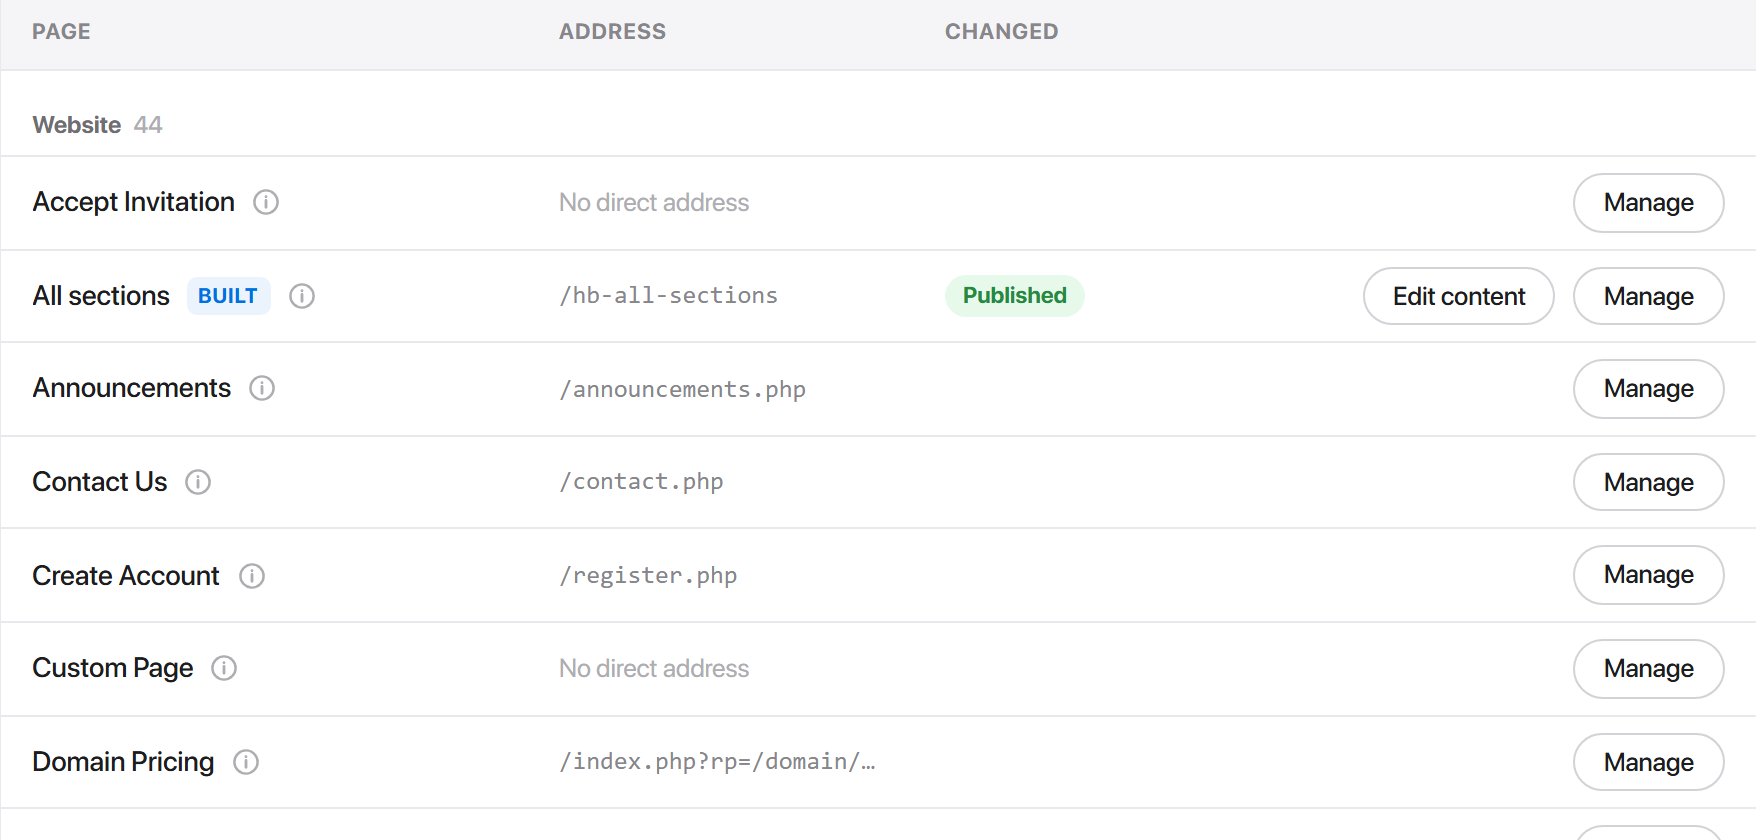 PAGE ADDRESS CHANGED
Website 44
Accept Invitation No direct address Manage
All sections BUILT /hb-all-sections Published Edit content Manage
Announcements /announcements.php Manage
Contact Us /contact.php Manage
Create Account /register.php Manage
Custom Page No direct address Manage
Domain Pricing /index.php?rp=/domain/… Manage